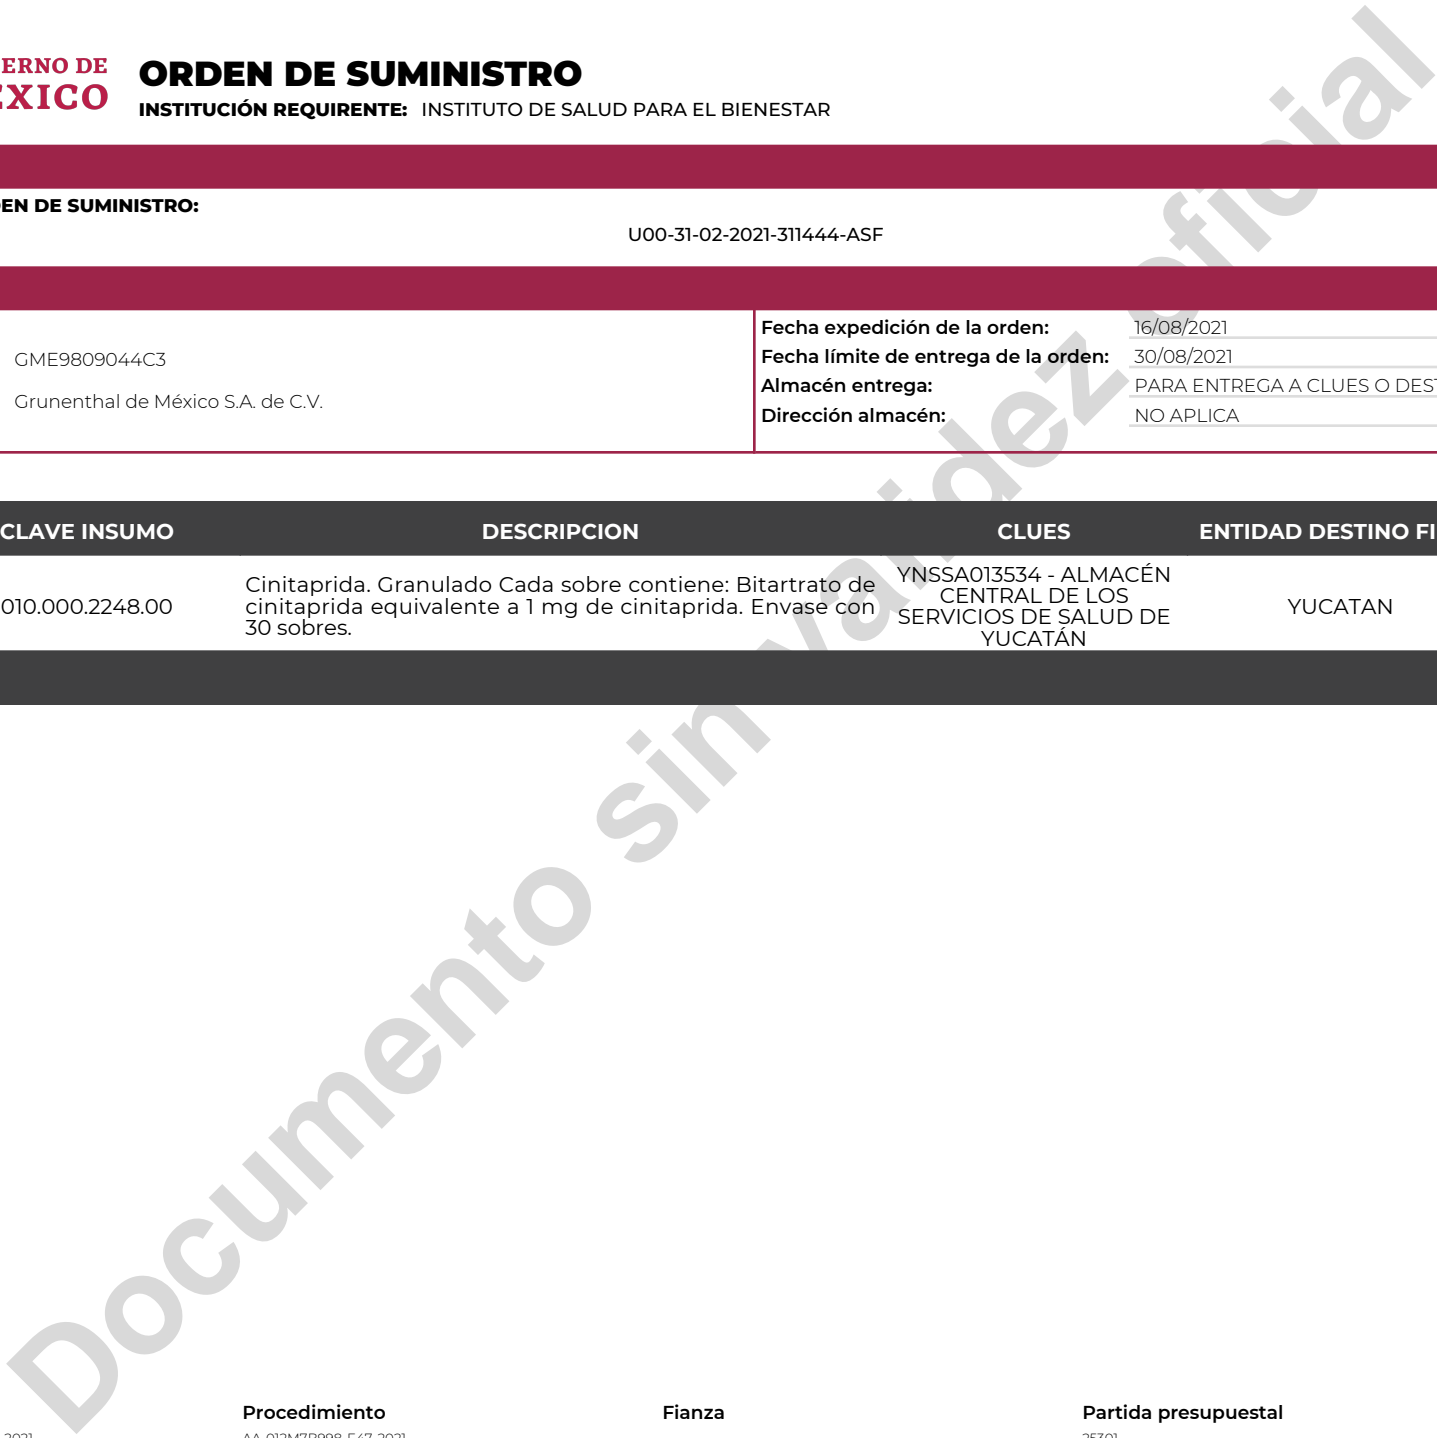 ERNO DE
EXICO
ORDEN DE SUMINISTRO
INSTITUCIÓN REQUIRENTE: INSTITUTO DE SALUD PARA EL BIENESTAR
EN DE SUMINISTRO:
U00-31-02-2021-311444-ASF
GME9809044C3
Grunenthal de México S.A. de C.V.
Fecha expedición de la orden: 16/08/2021
Fecha límite de entrega de la orden: 30/08/2021
Almacén entrega: PARA ENTREGA A CLUES O DEST
Dirección almacén: NO APLICA
CLAVE INSUMO DESCRIPCION CLUES ENTIDAD DESTINO FI
010.000.2248.00
Cinitaprida. Granulado Cada sobre contiene: Bitartrato de
cinitaprida equivalente a 1 mg de cinitaprida. Envase con
30 sobres.
YNSSA013534 - ALMACÉN
CENTRAL DE LOS
SERVICIOS DE SALUD DE
YUCATÁN
YUCATAN
Documento sin validez oficial
Procedimiento Fianza Partida presupuestal